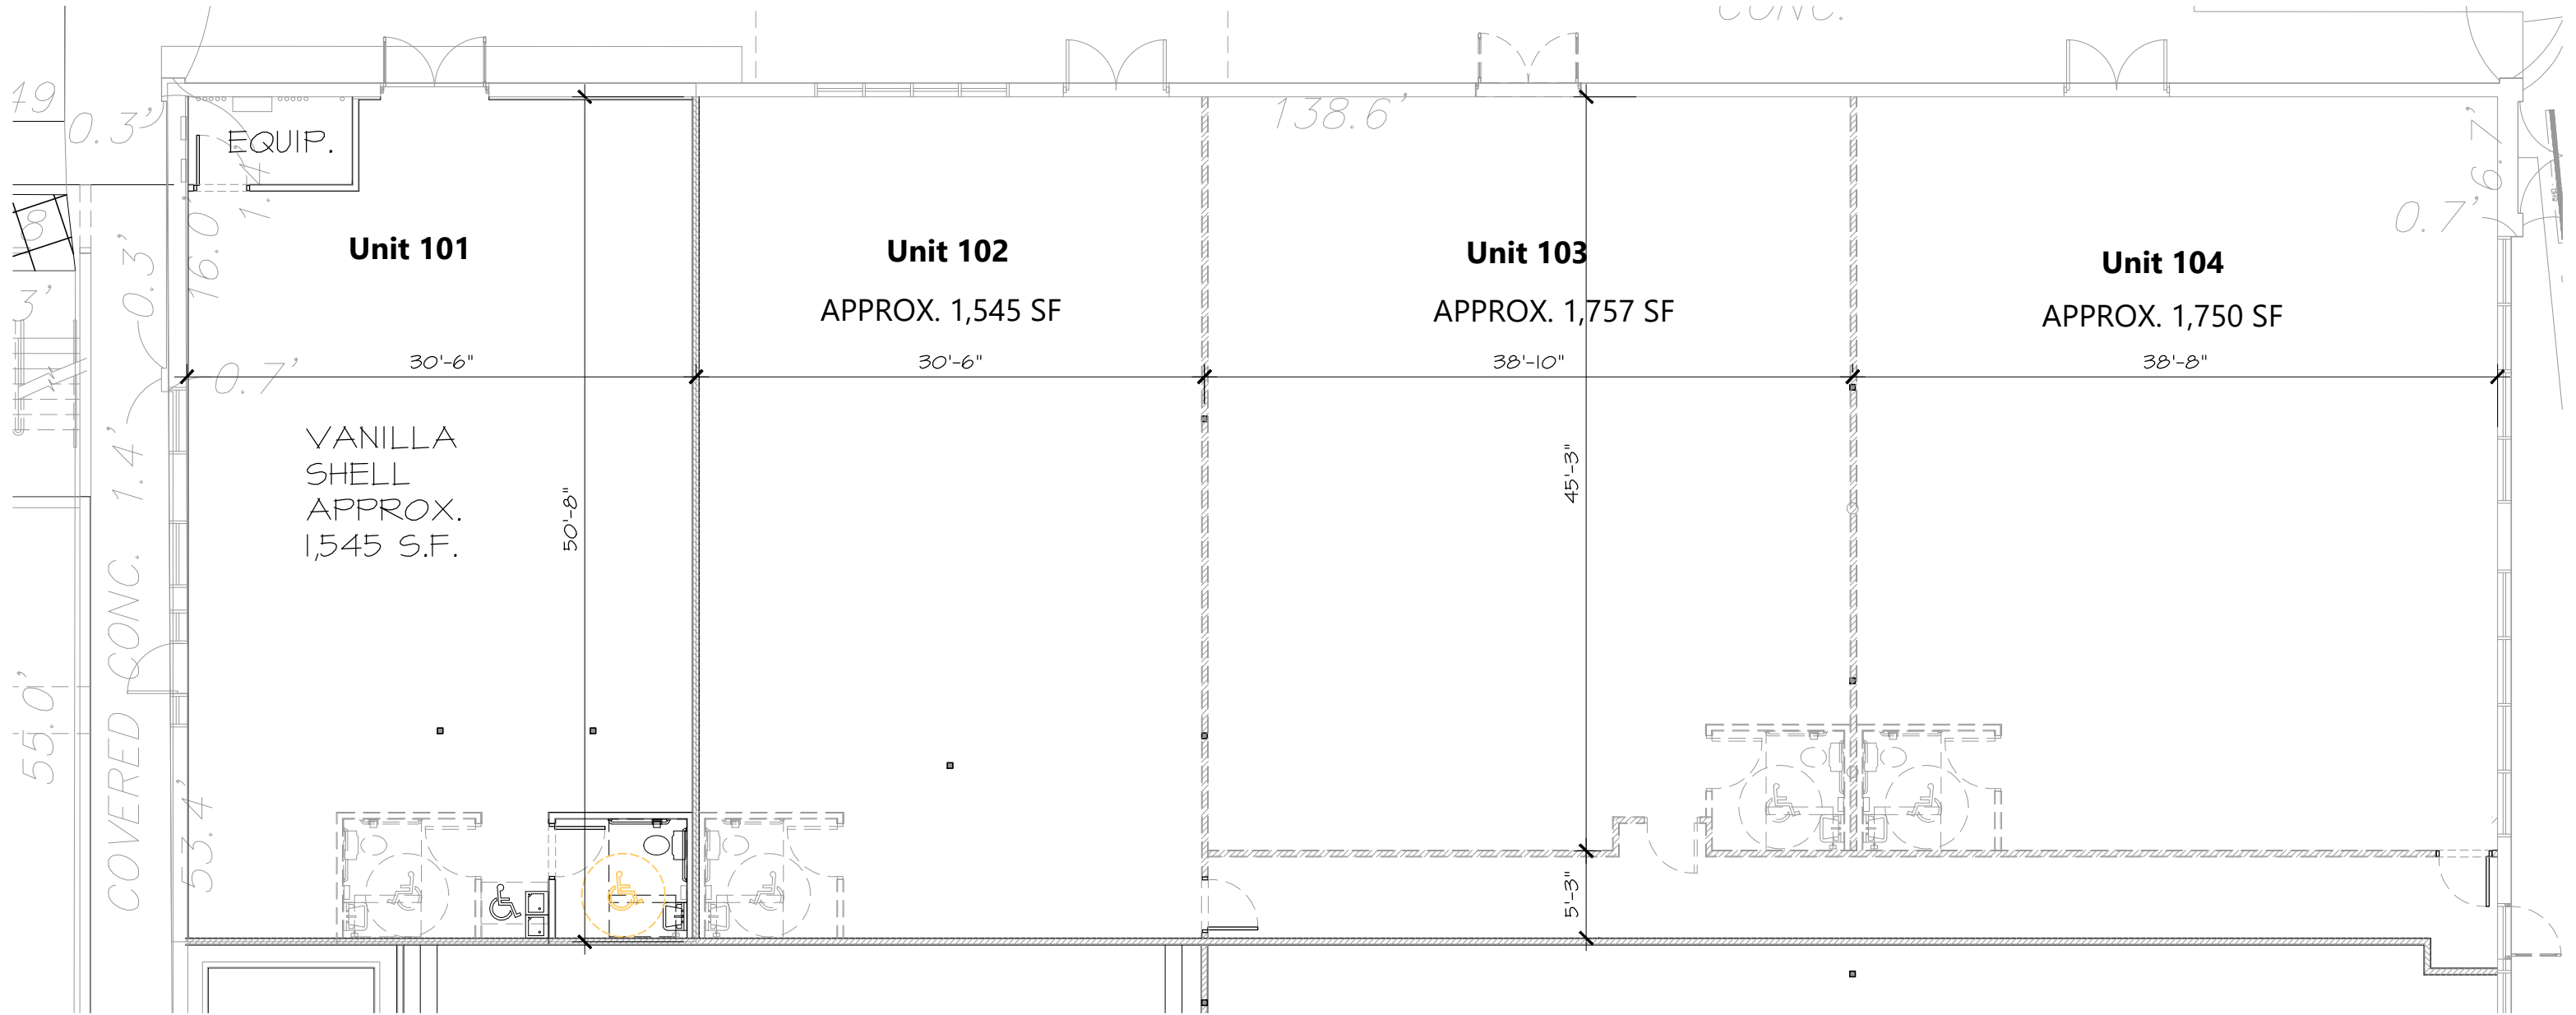 CONC.
49
0.3'
138.6'
EQUIP.
6.7'
1.4'
8
16.0'
0.7'
Unit 101
Unit 102
Unit 103
Unit 104
0.3'
3'
APPROX. 1,545 SF
APPROX. 1,757 SF
APPROX. 1,750 SF
30'-6"
30'-6"
38'-10"
38'-8"
0.7'
VANILLA
SHELL
APPROX.
1,545 S.F.
50'-8"
45'-3"
COVERED CONC. 1.4'
55.0'
53.4'
5'-3"